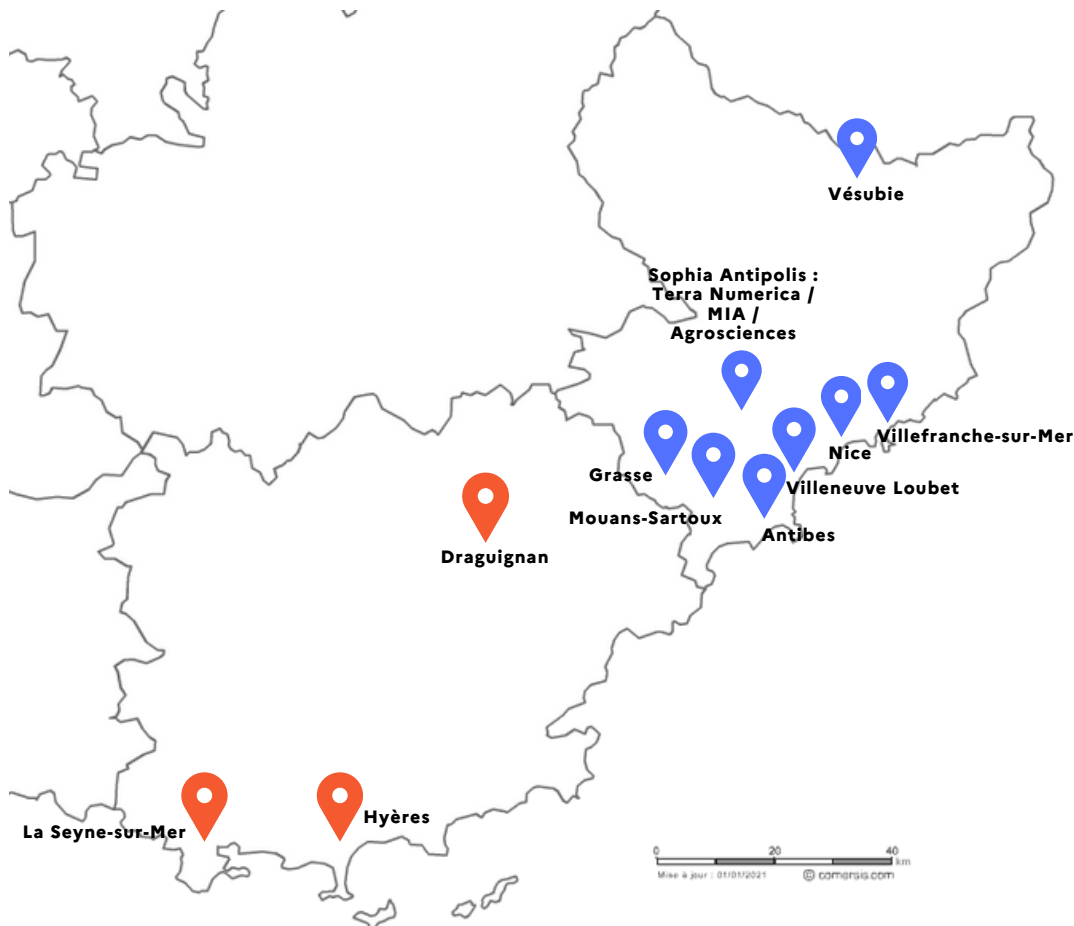 Vésubie
Sophia Antipolis :
Terra Numerica /
MIA /
Agrosciences
Villefranche-sur-Mer
Nice
Grasse
Villeneuve Loubet
Mouans-Sartoux
Antibes
Draguignan
Hyères
La Seyne-sur-Mer
0 20 40
km
Mise à jour : 01/01/2021 © comersis.com